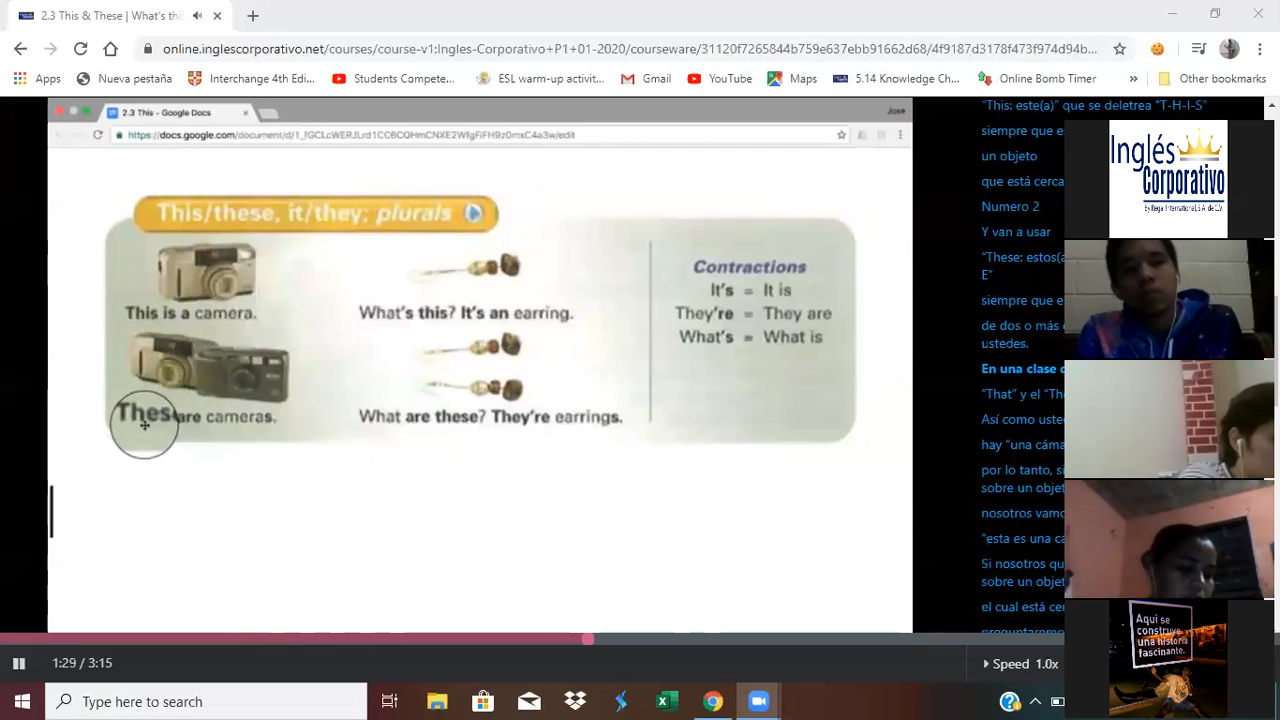 2.3 This & These | What's thi
online.inglescorporativo.net/courses/course-v1:Ingles-Corporativo+P1+01-2020/courseware/31120f7265844b759e637ebb91662d68/4f9187d3178f473f974d94b...
Apps
Nueva pestaña
Interchange 4th Edi...
Students Compete...
ESL warm-up activit...
Gmail
YouTube
Maps
5.14 Knowledge Ch...
Online Bomb Timer
»
Other bookmarks
2.3 This - Google Docs
Jose
This/these, it/they; plurals
This is a camera.
These are cameras.
What's this? It's an earring.
What are these? They're earrings.
Contractions
It's = It is
They're = They are
What's = What is
"This: este(a)" que se deletrea "T-H-I-S"
siempre que e
un objeto
que está cerca
Numero 2
Y van a usar
"These: estos(a
E"
siempre que e
de dos o más
ustedes.
En una clase
"That" y el "Th
Así como uste
hay "una cáma
por lo tanto, si
sobre un objet
nosotros vamo
"esta es una cá
Si nosotros qu
sobre un objet
el cual está cer
preguntaremo
Inglés
Corporativo
Aqui se
construye
una historia
fascinante.
1:29 / 3:15
Speed 1.0x
Type here to search